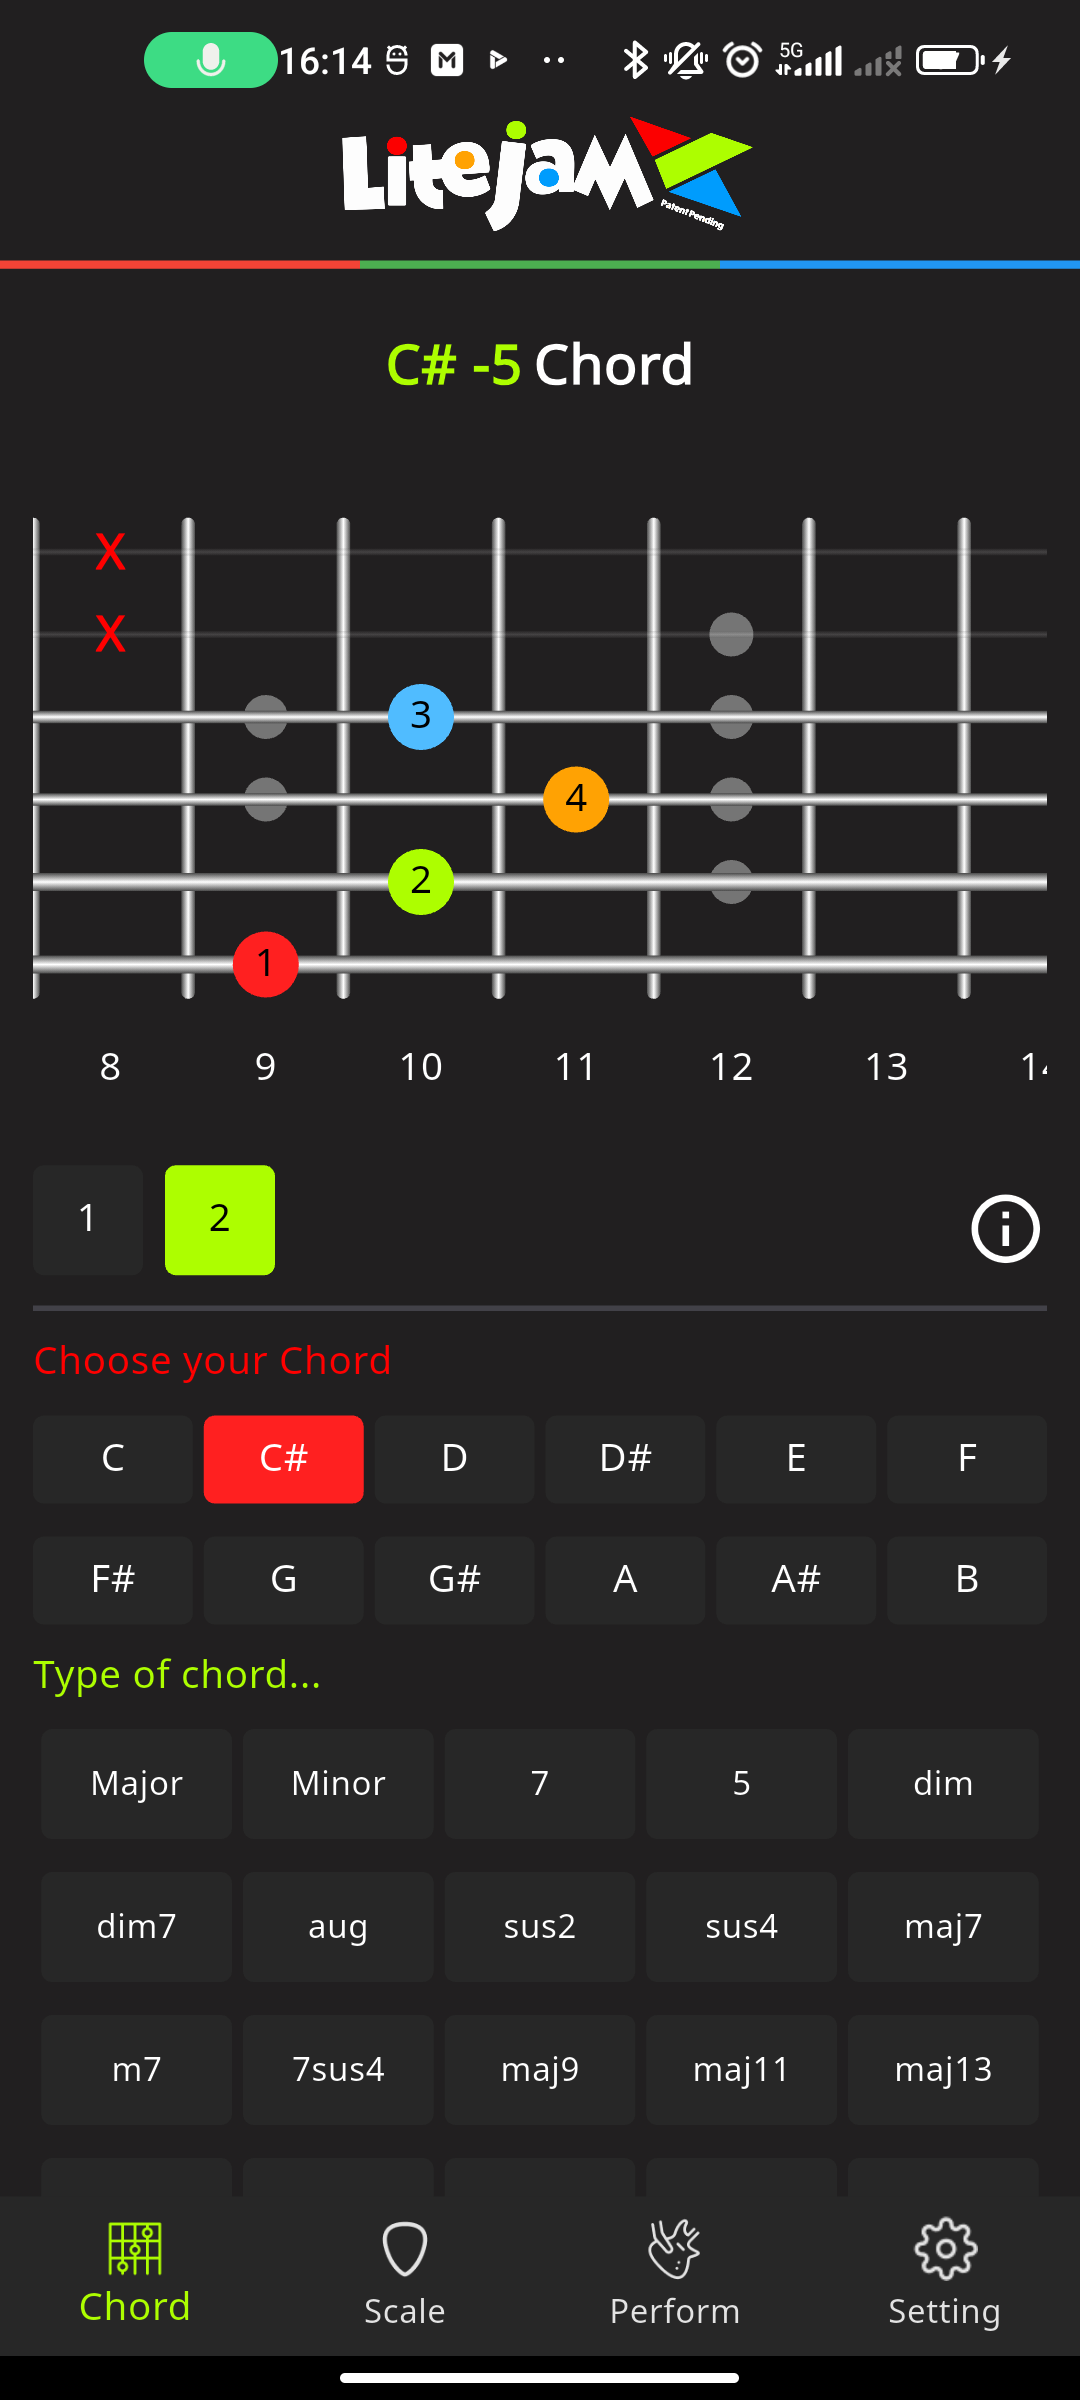 16:14 5G
LitejaM
Patent Pending
C# -5 Chord
X
X
3
4
2
1
8 9 10 11 12 13
1 2
Choose your Chord
C C# D D# E F
F# G G# A A# B
Type of chord...
Major Minor 7 5 dim
dim7 aug sus2 sus4 maj7
m7 7sus4 maj9 maj11 maj13
Chord Scale Perform Setting